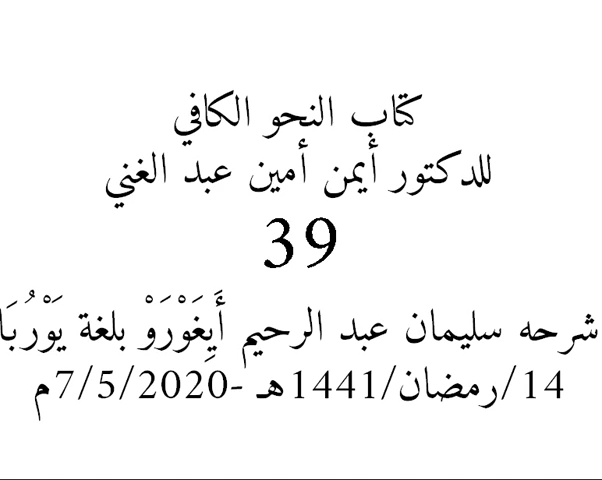 كتاب النحو الكافي
للدكتور أيمن أمين عبد الغني
39
شرحه سليمان عبد الرحيم أَيِغَوْرَوْ بلغة يَوْرُبَا
14/رمضان/1441هـ -7/5/2020م